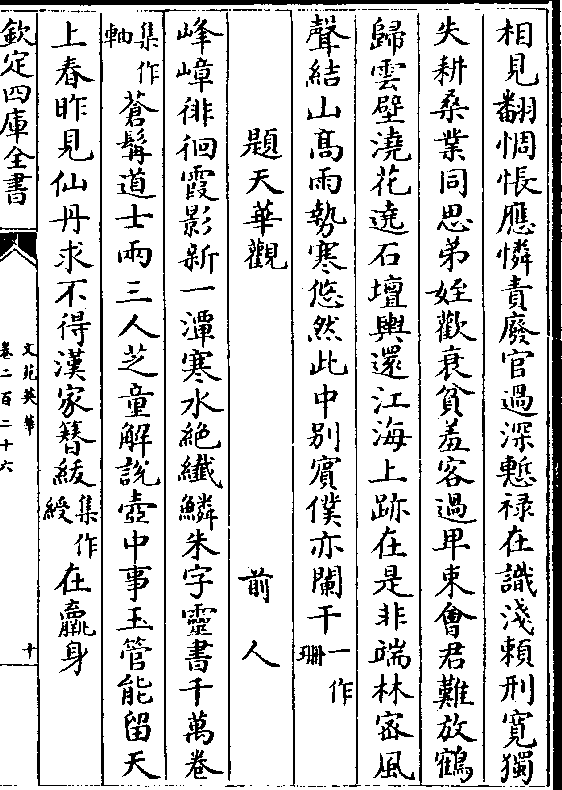 相見翻惆悵應憐責廢官過深慙禄在識淺賴刑寛獨
失耕桑業同思弟姪歡衰貧羞客過卑束會君難放鶴
歸雲壁澆花遶石壇興還江海上跡在是非端林宻風
聲結山髙雨勢寒悠然此中别賓僕亦闌干一作珊
題天華觀　前人
峰嶂徘徊霞影新一潭寒水絶纎鱗朱字靈書千萬卷
集作軸蒼髯道士兩三人芝童解說壺中事玉管能留天
上春昨見仙丹求不得漢家簪紱集作綬在羸身
欽定四庫全書
文苑英華
卷二百二十六
十